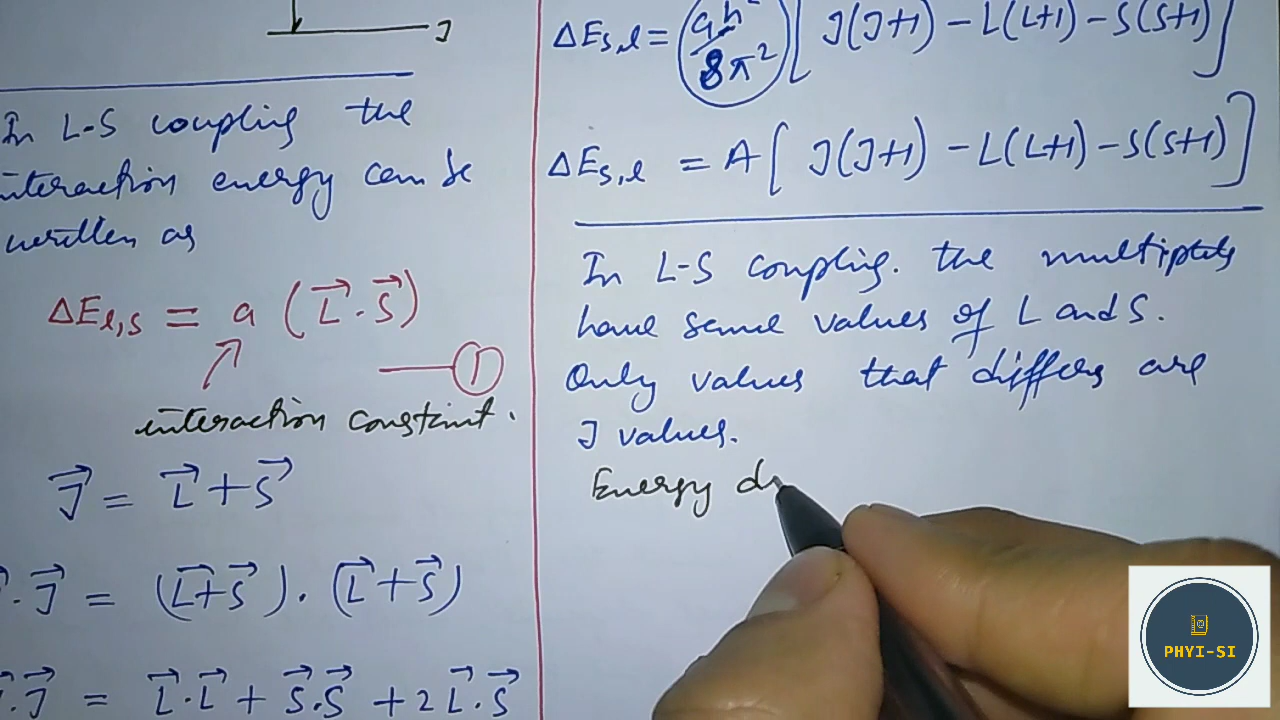 J
In L-S coupling the
interaction energy can be
written as
ΔE_{l,s} = a (L⃗.S⃗)
①
interaction constant.
J⃗ = L⃗+S⃗
.J⃗ = (L⃗+S⃗).(L⃗+S⃗)
.J⃗ = L⃗.L⃗ + S⃗.S⃗ +2L⃗.S⃗
ΔE_{s,l} = (ah²/8π²) [J(J+1) - L(L+1) - S(S+1)]
ΔE_{s,l} = A [J(J+1) - L(L+1) - S(S+1)]
In L-S coupling. the multiplets
have same values of L and S.
Only values that differs are
J values.
Energy d
PHYI-SI